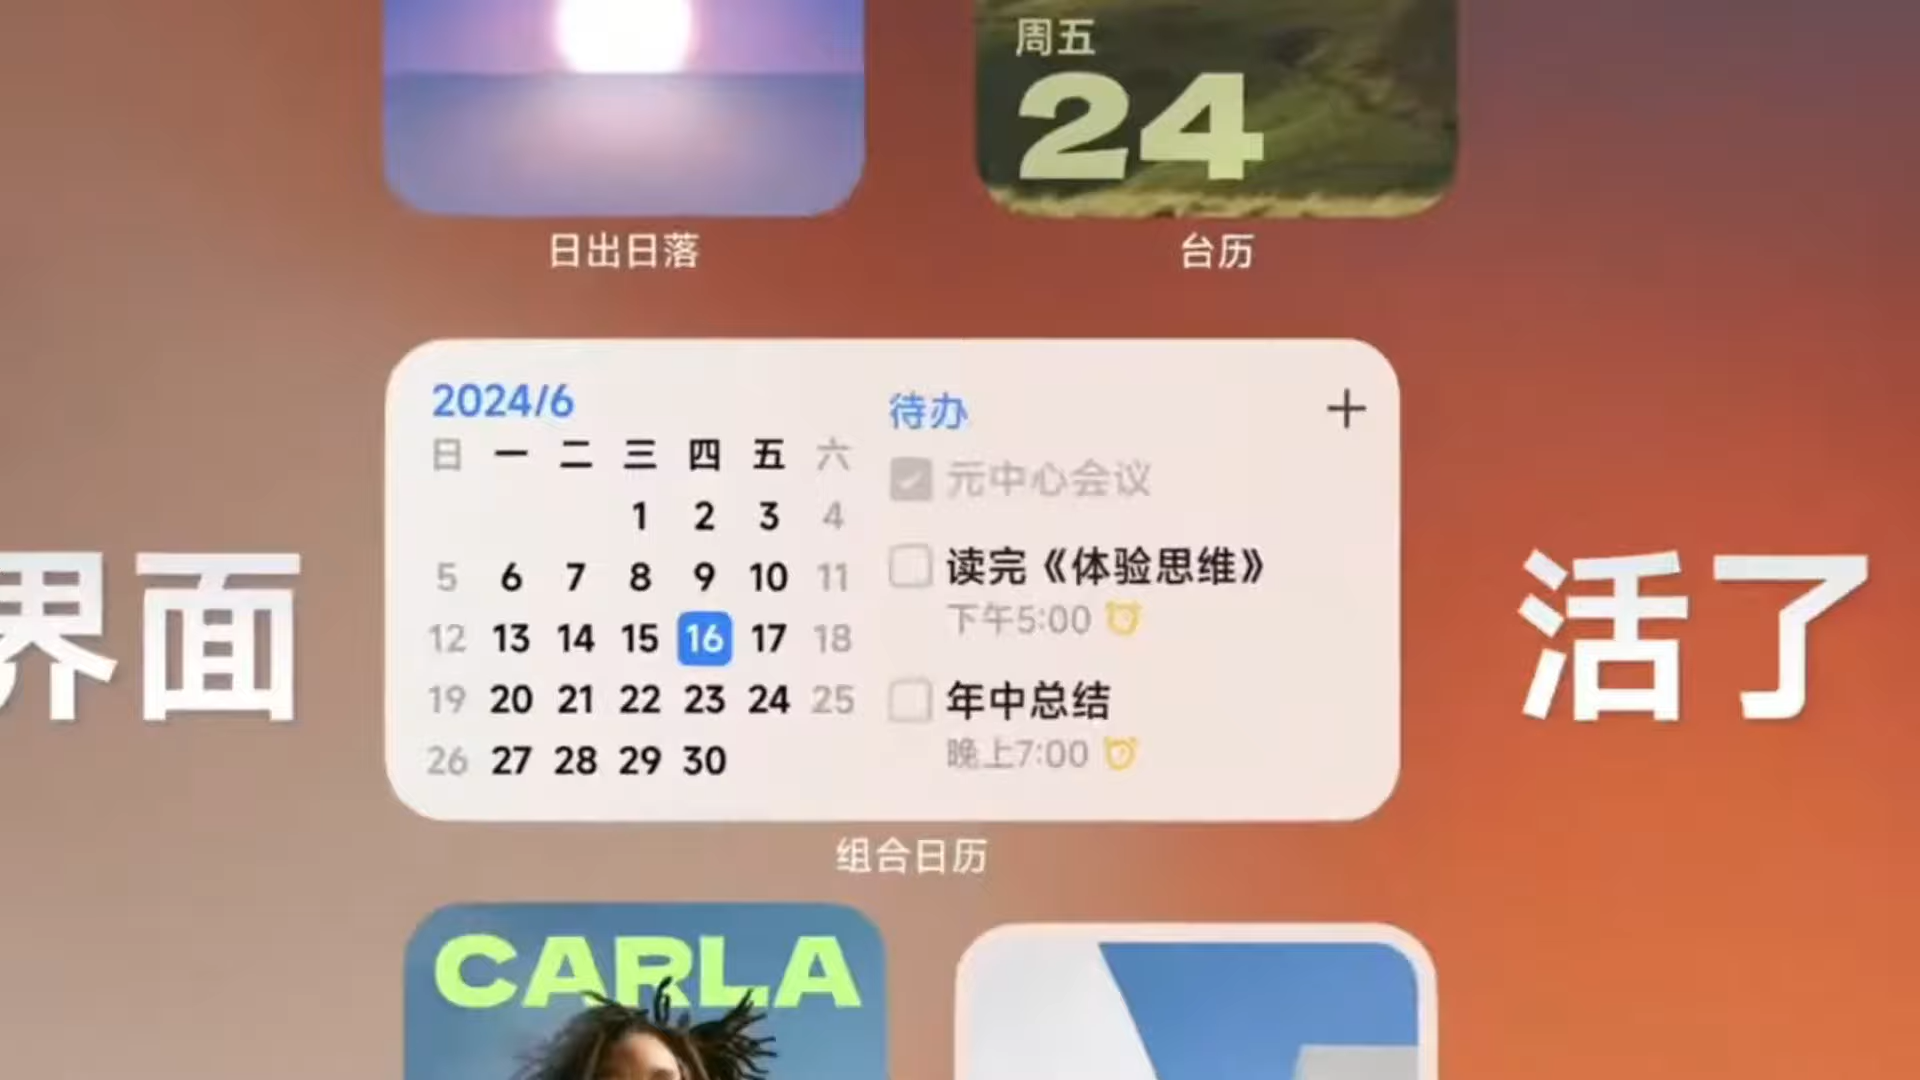 周五
24
日出日落
台历
2024/6
日 一 二 三 四 五 六
1 2 3 4
5 6 7 8 9 10 11
12 13 14 15 16 17 18
19 20 21 22 23 24 25
26 27 28 29 30
待办 +
元中心会议
读完《体验思维》
下午5:00
年中总结
晚上7:00
界面
活了
组合日历
CARLA